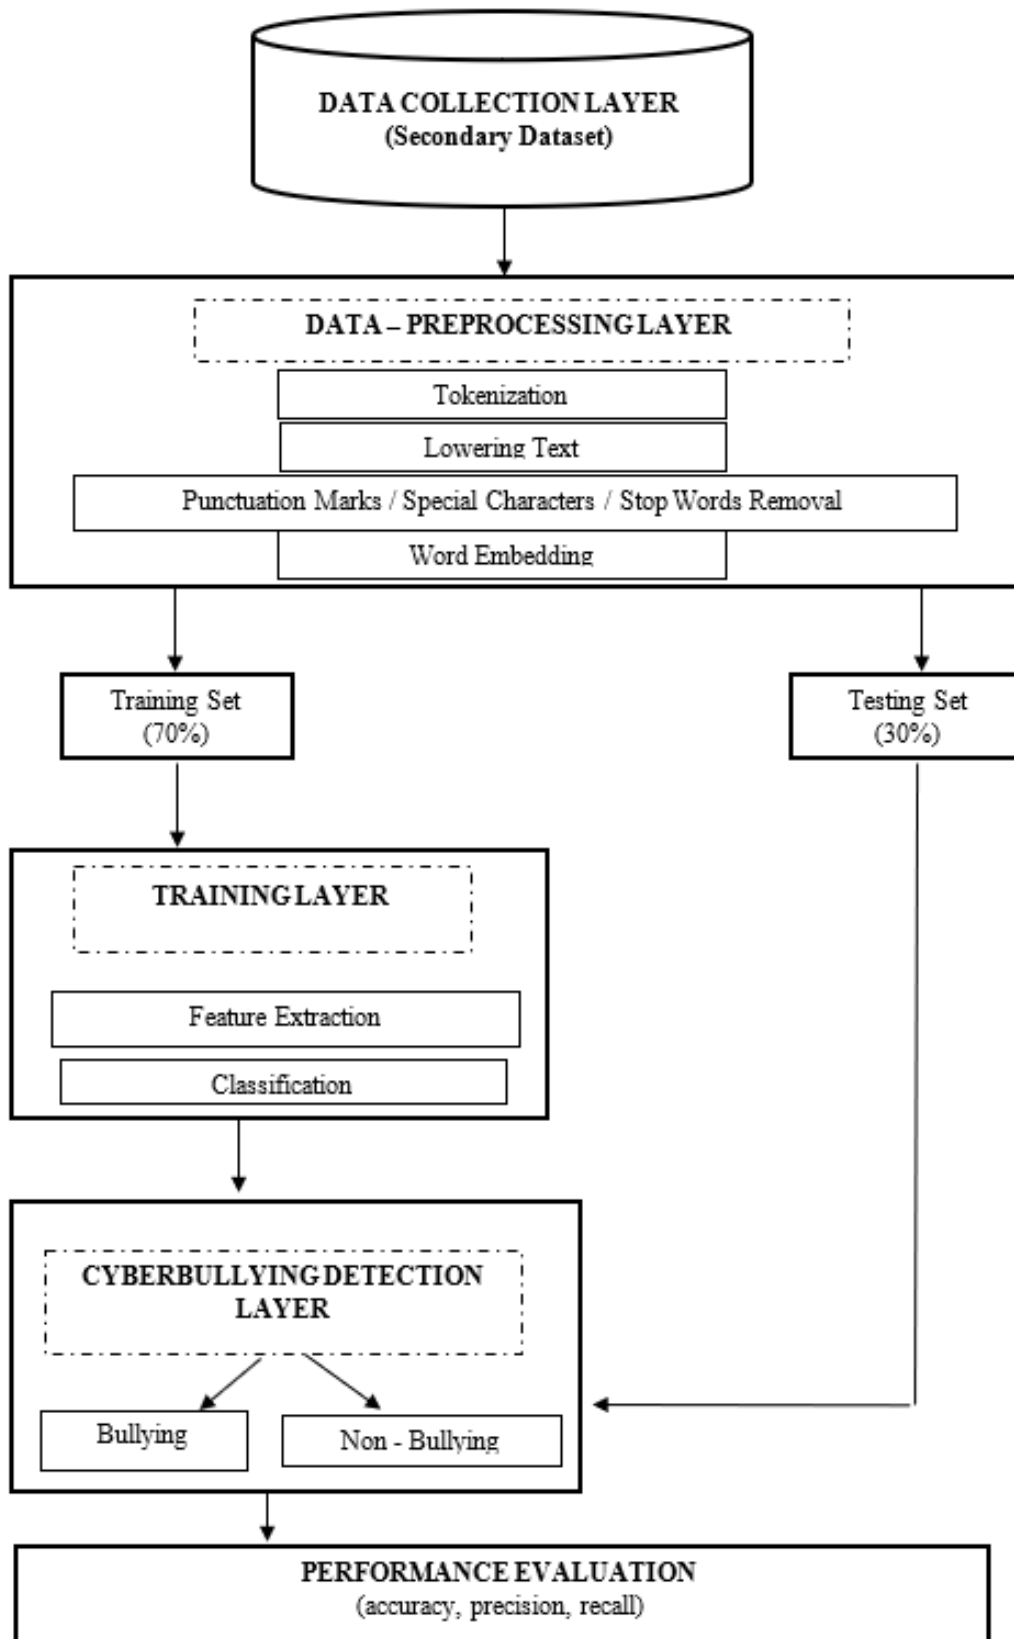 DATA COLLECTION LAYER
(Secondary Dataset)
DATA – PREPROCESSING LAYER
Tokenization
Lowering Text
Punctuation Marks / Special Characters / Stop Words Removal
Word Embedding
Training Set
(70%)
Testing Set
(30%)
TRAINING LAYER
Feature Extraction
Classification
CYBERBULLYING DETECTION
LAYER
Bullying
Non - Bullying
PERFORMANCE EVALUATION
(accuracy, precision, recall)